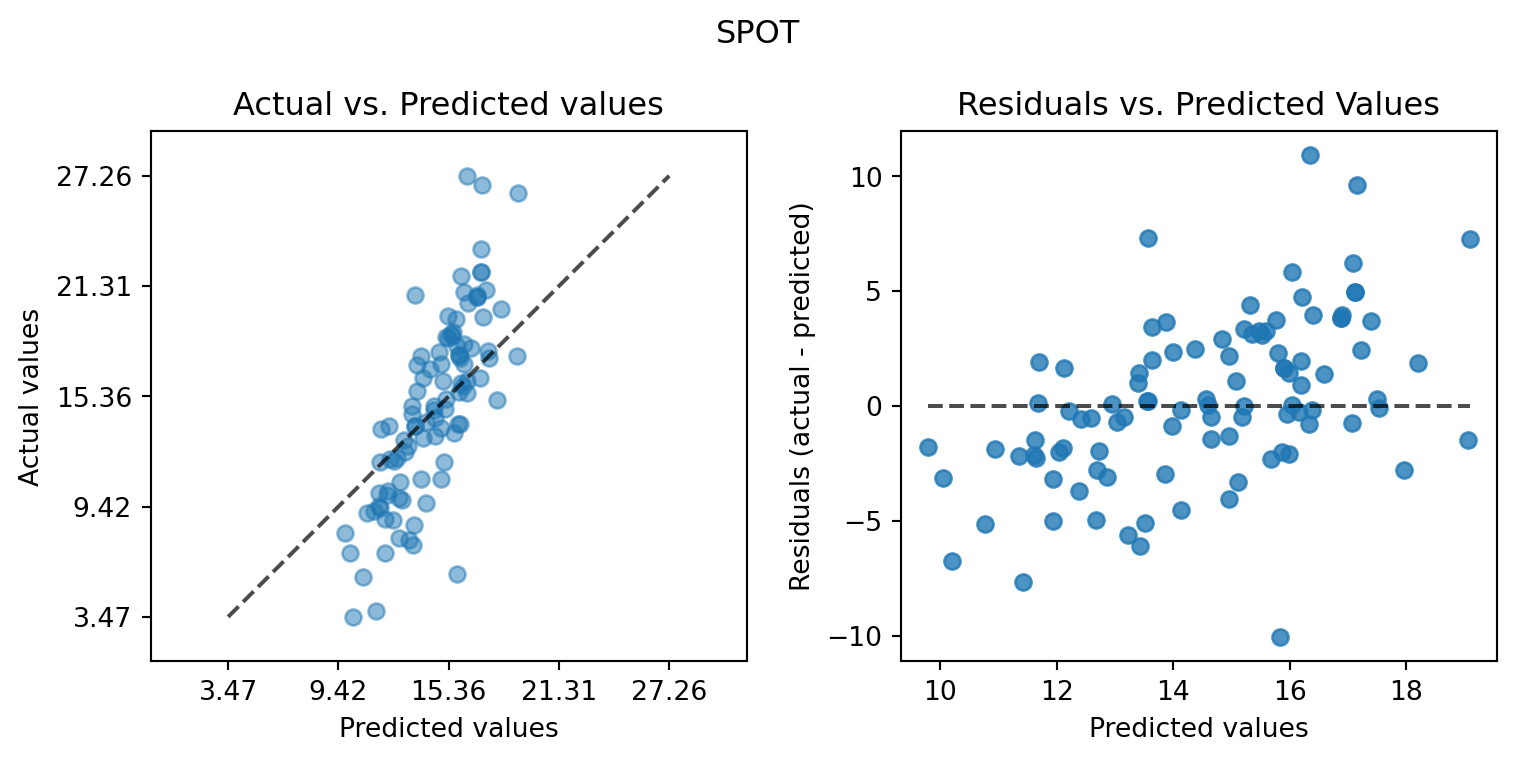 SPOT
Actual vs. Predicted values
Actual values
27.26
21.31
15.36
9.42
3.47
3.47 9.42 15.36 21.31 27.26
Predicted values
Residuals vs. Predicted Values
Residuals (actual - predicted)
10
5
0
−5
−10
10 12 14 16 18
Predicted values